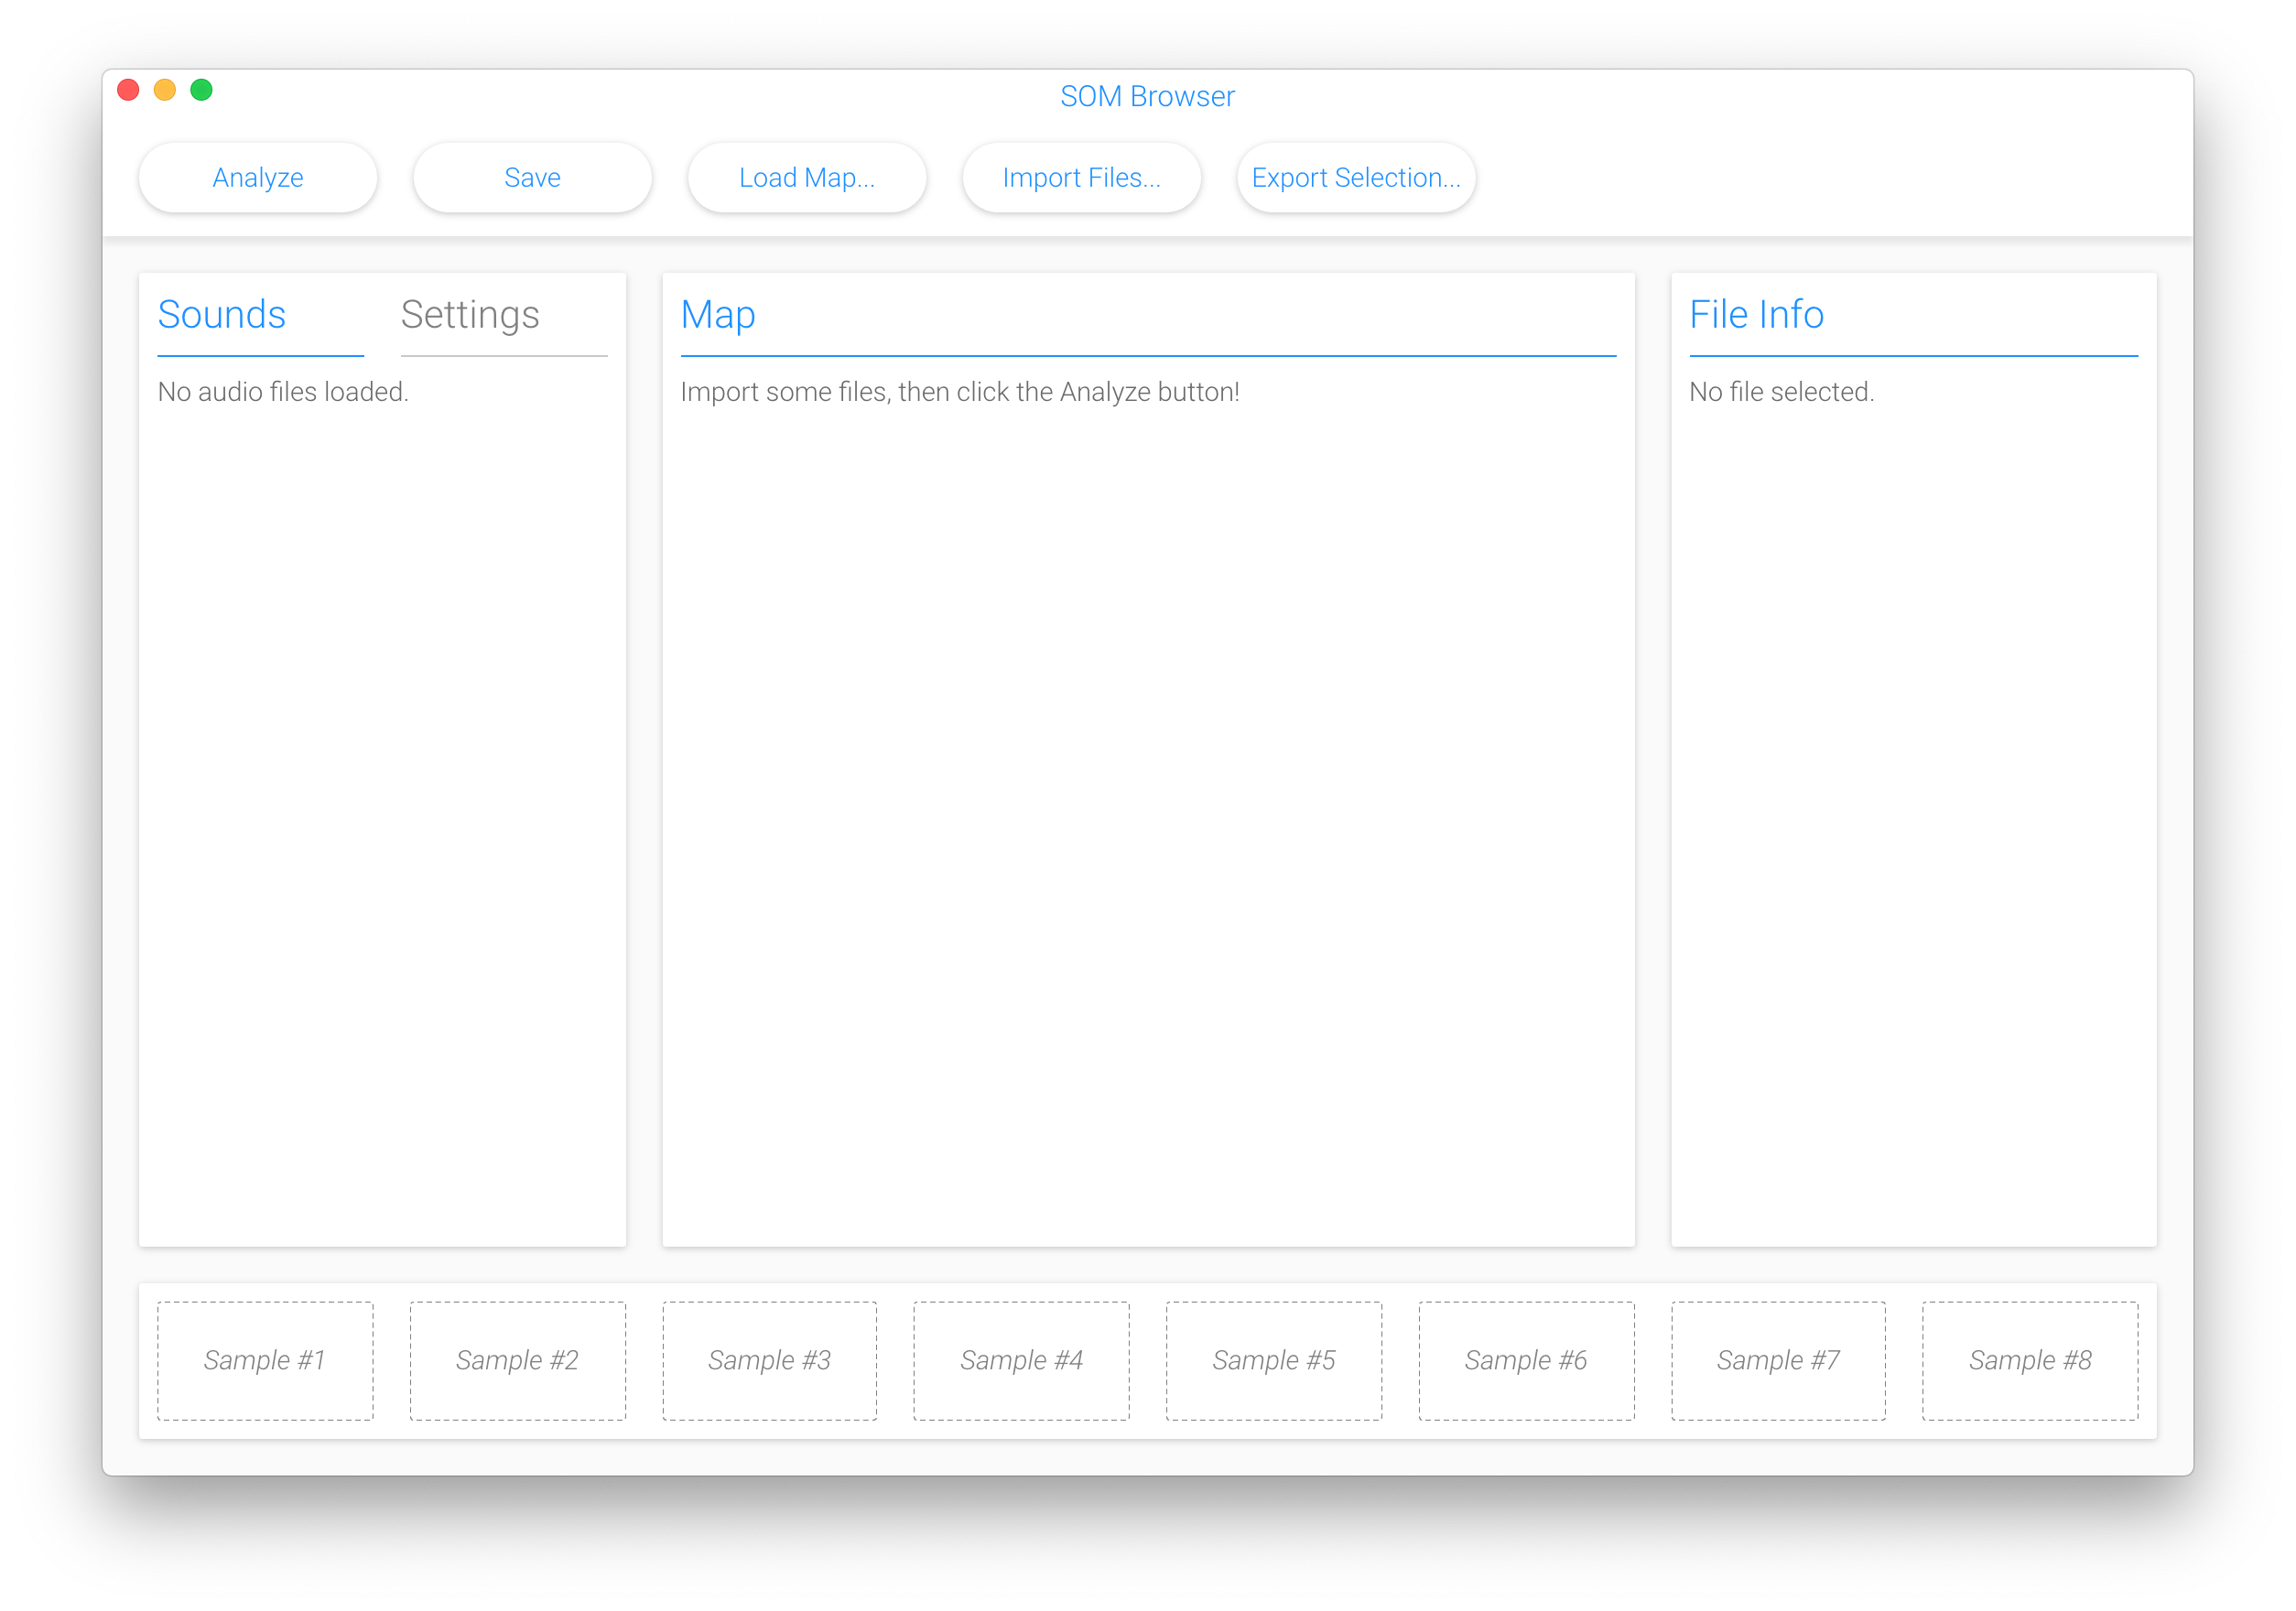 SOM Browser
Analyze
Save
Load Map...
Import Files...
Export Selection...
Sounds
Settings
No audio files loaded.
Map
Import some files, then click the Analyze button!
File Info
No file selected.
Sample #1
Sample #2
Sample #3
Sample #4
Sample #5
Sample #6
Sample #7
Sample #8